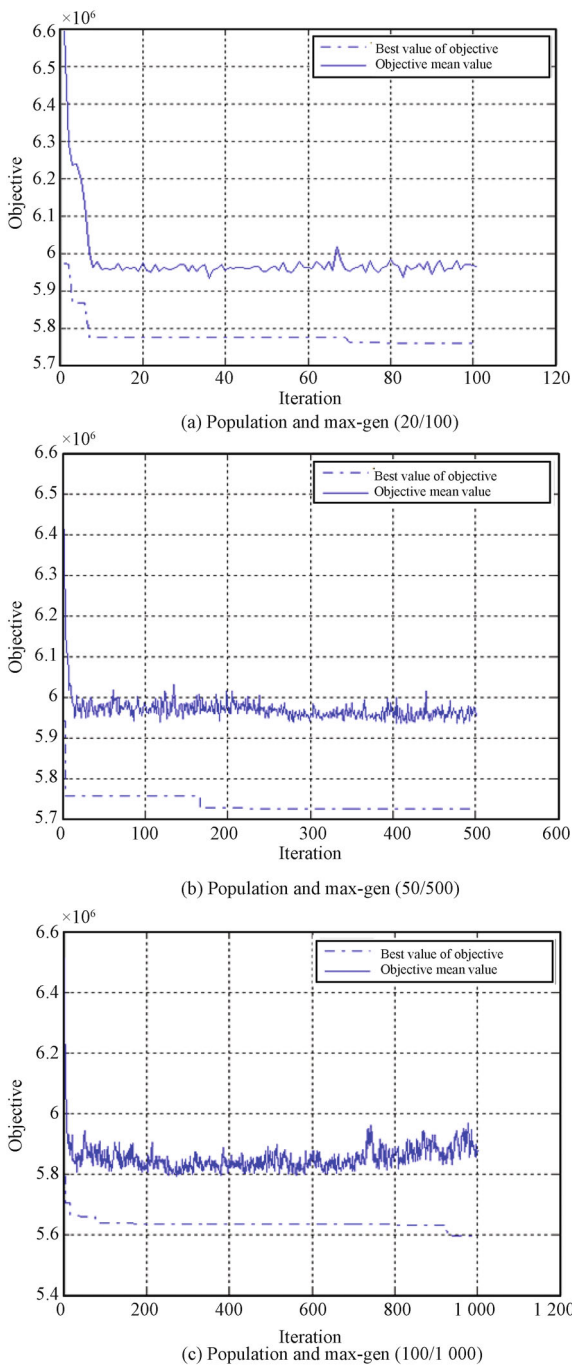 ×10⁶
6.6
6.5
6.4
6.3
6.2
6.1
6
5.9
5.8
5.7
Objective
Best value of objective
Objective mean value
0 20 40 60 80 100 120
Iteration
(a) Population and max-gen (20/100)
×10⁶
6.6
6.5
6.4
6.3
6.2
6.1
6
5.9
5.8
5.7
Objective
Best value of objective
Objective mean value
0 100 200 300 400 500 600
Iteration
(b) Population and max-gen (50/500)
×10⁶
6.6
6.4
6.2
6
5.8
5.6
5.4
Objective
Best value of objective
Objective mean value
0 200 400 600 800 1 000 1 200
Iteration
(c) Population and max-gen (100/1 000)